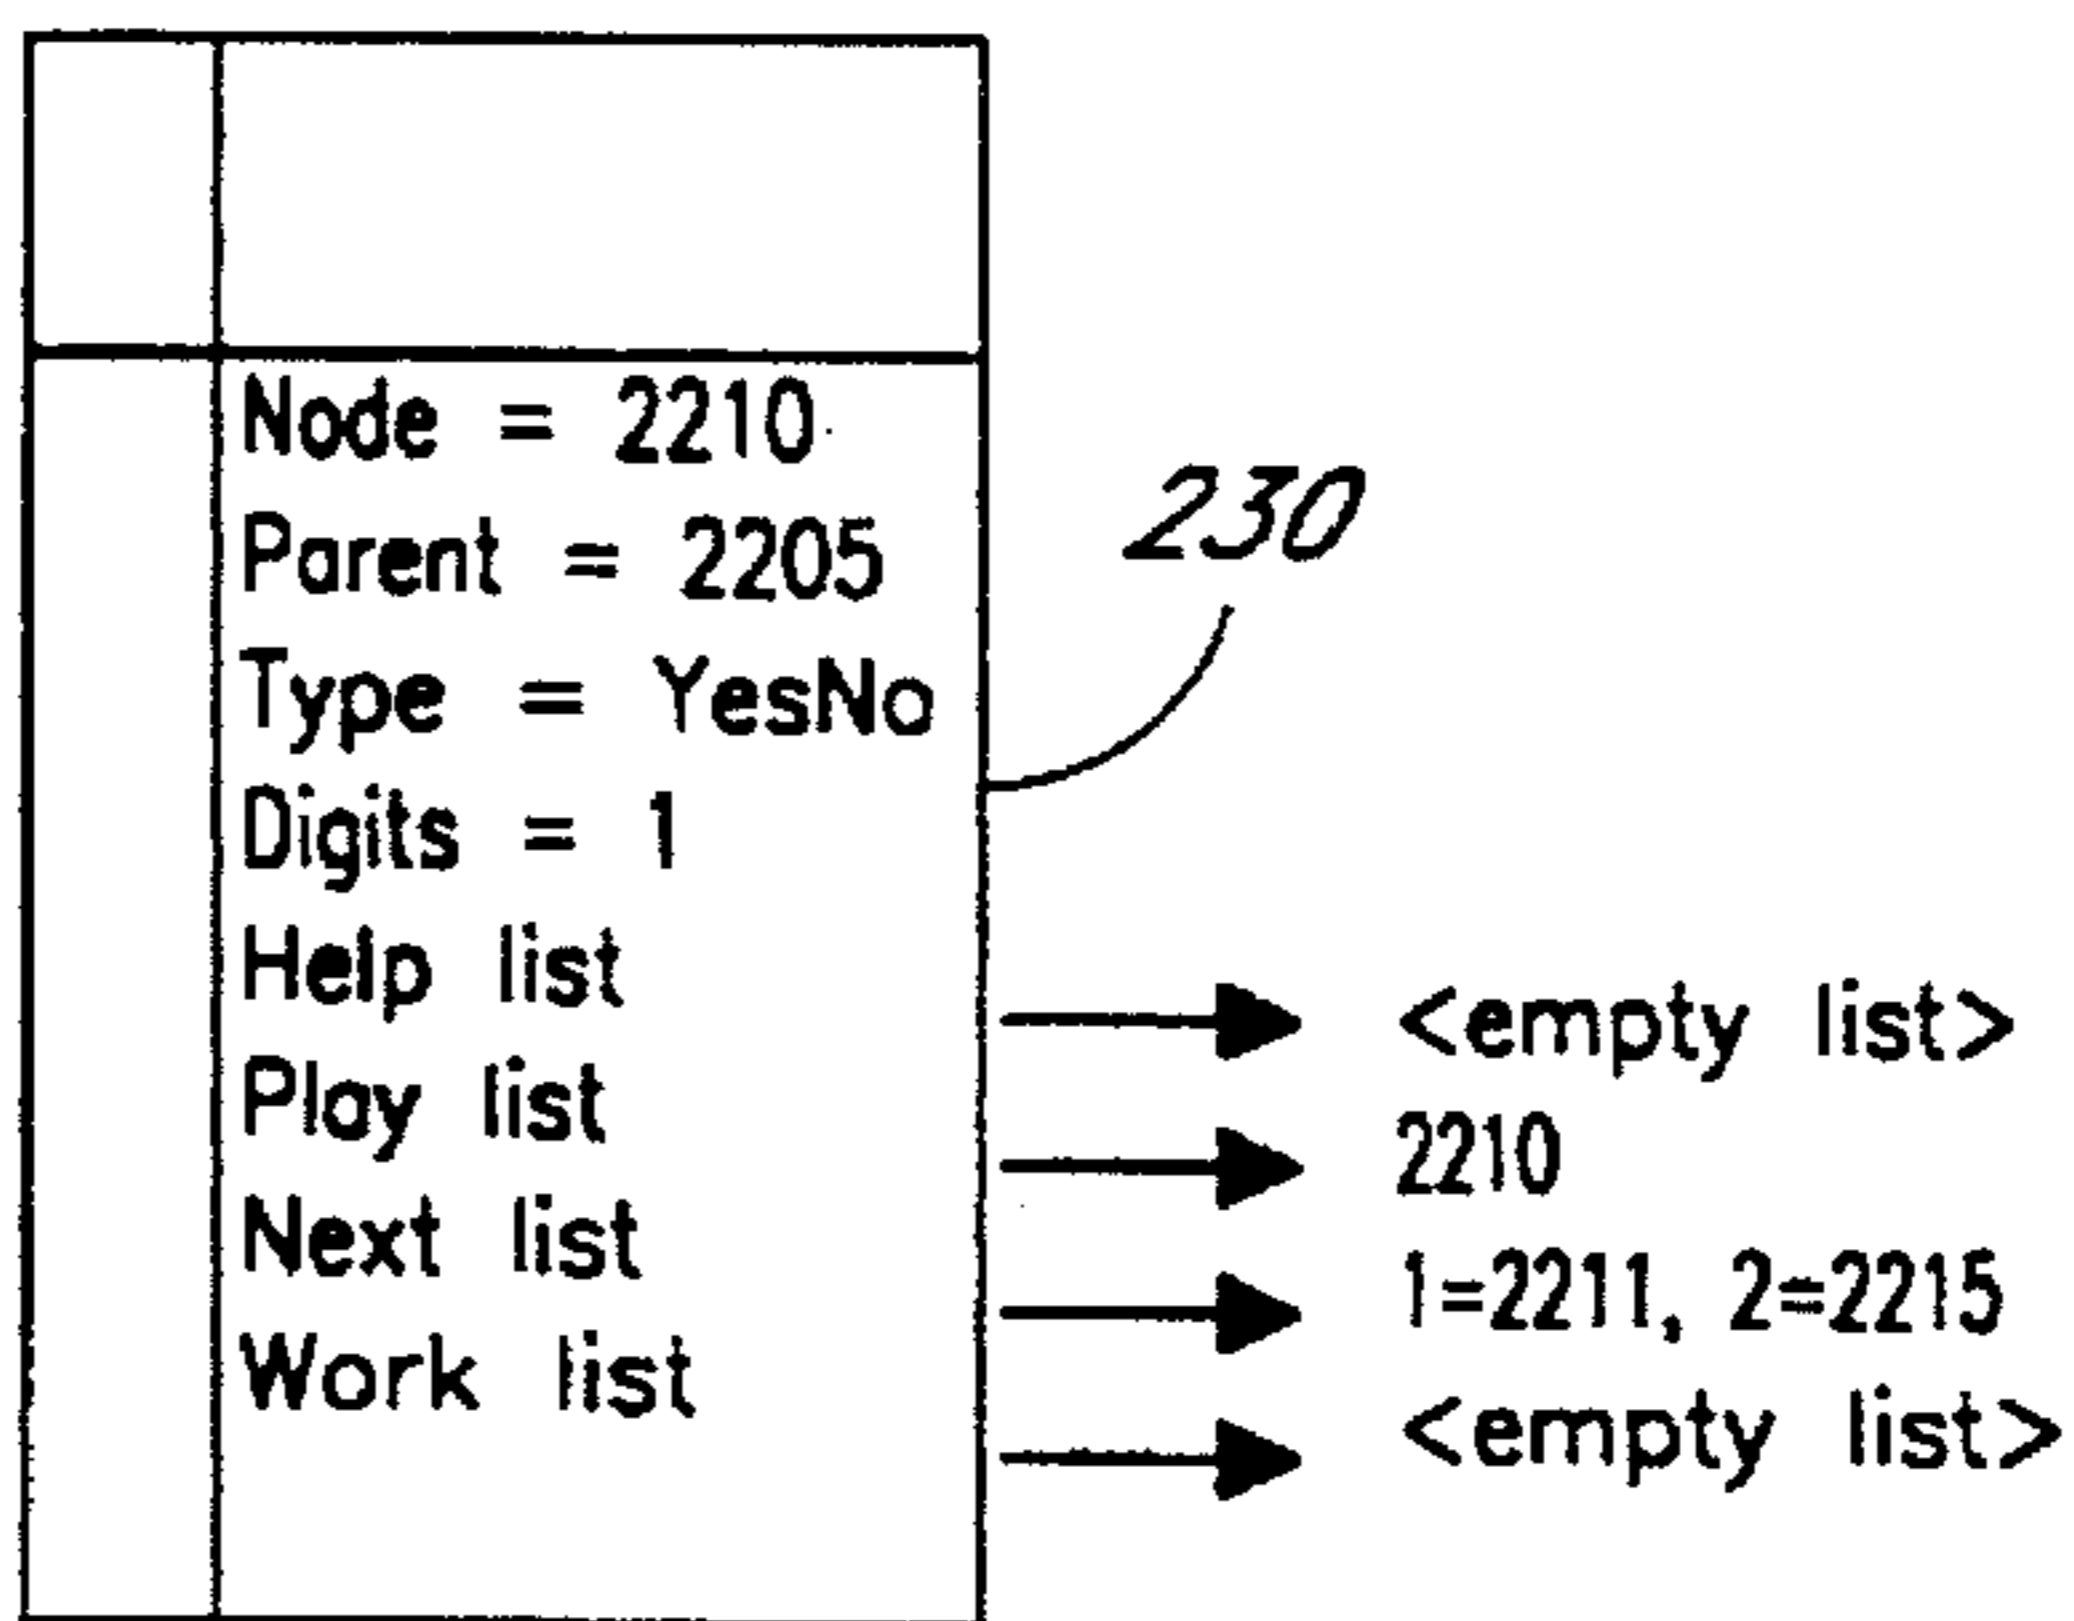 Node = 2210
Parent = 2205
230
Type = YesNo
Digits = 1
Help list
<empty list>
Play list
2210
Next list
1=2211, 2=2215
Work list
<empty list>